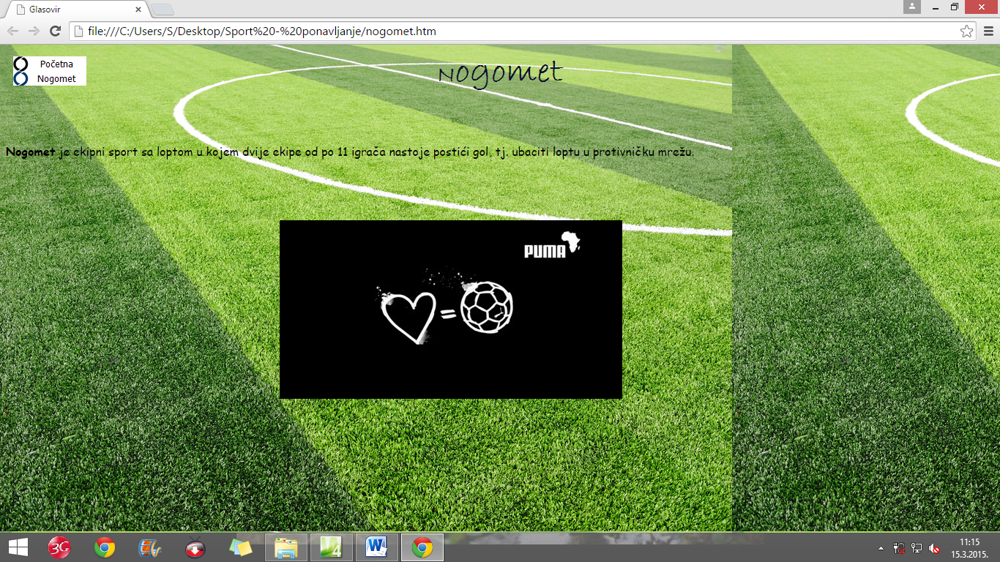 Glasovir
file:///C:/Users/S/Desktop/Sport%20-%20ponavljanje/nogomet.htm
Početna
Nogomet
Nogomet
Nogomet je ekipni sport sa loptom u kojem dvije ekipe od po 11 igrača nastoje postići gol, tj. ubaciti loptu u protivničku mrežu.
PUMA
=
3G
4
W
11:15
15.3.2015.